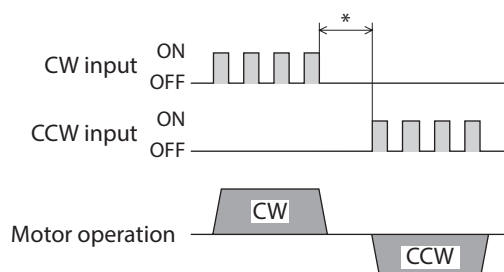 *
ON
CW input
OFF
ON
CCW input
OFF
CW
Motor operation
CCW